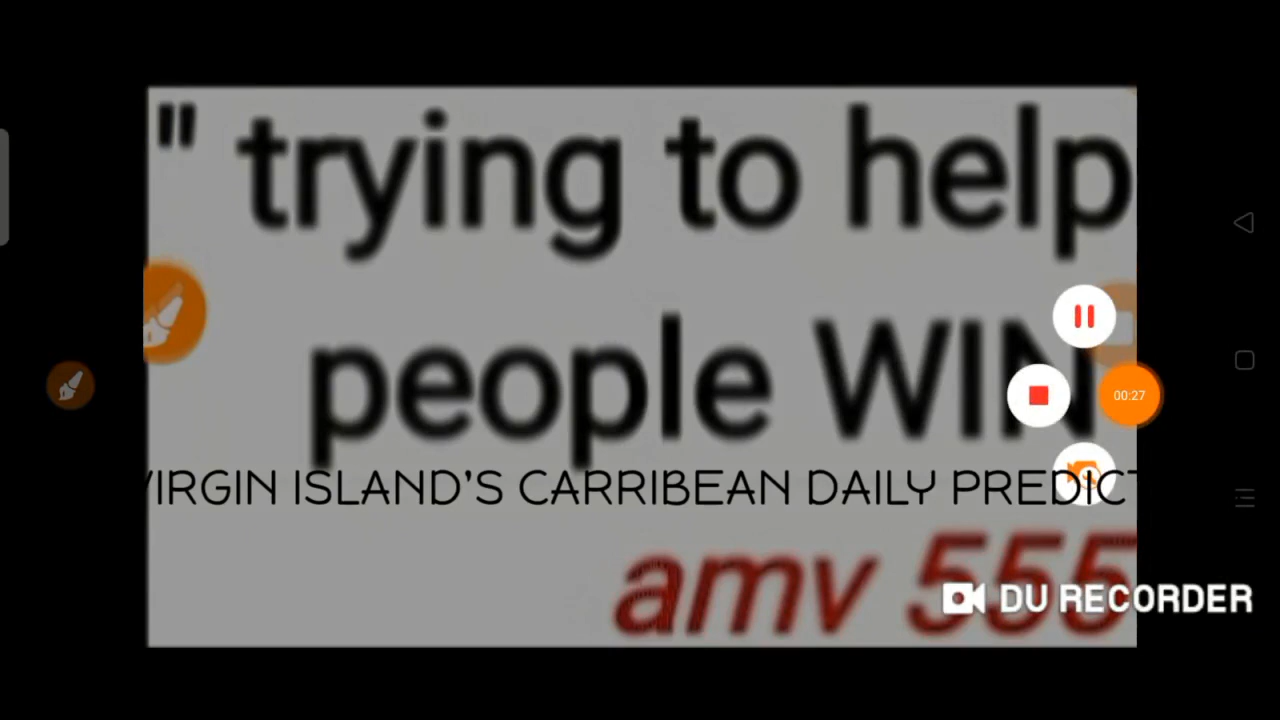 " trying to help
people WIN
00:27
VIRGIN ISLAND'S CARRIBEAN DAILY PREDICT
amv 555
DU RECORDER